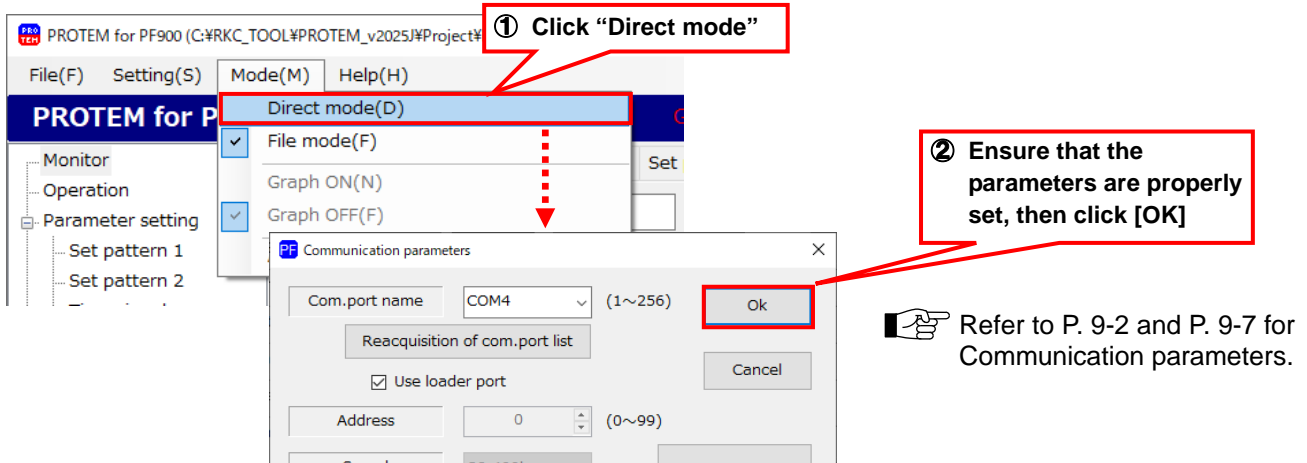 ① Click “Direct mode”
PROTEM for PF900 (C:¥RKC_TOOL¥PROTEM_v2025J¥Project¥
File(F) Setting(S) Mode(M) Help(H)
PROTEM for P
Direct mode(D)
File mode(F)
Graph ON(N)
Graph OFF(F)
Set
Monitor
Operation
Parameter setting
Set pattern 1
Set pattern 2
② Ensure that the
parameters are properly
set, then click [OK]
PF Communication parameters
Com.port name COM4 (1~256) Ok
Reacquisition of com.port list
Use loader port
Cancel
Address 0 (0~99)
Refer to P. 9-2 and P. 9-7 for
Communication parameters.